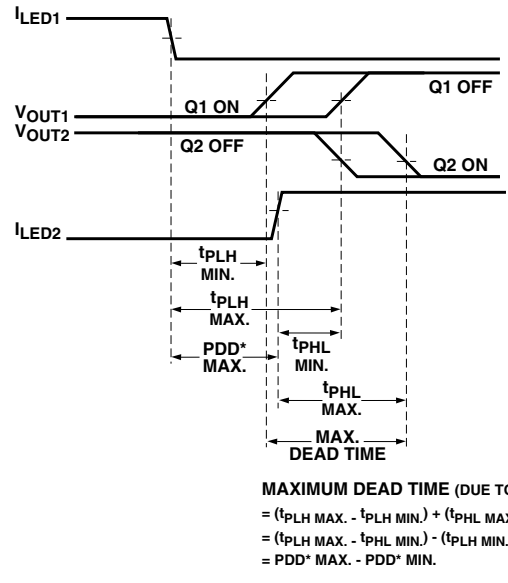 ILED1
Q1 ON
Q1 OFF
VOUT1
VOUT2
Q2 OFF
Q2 ON
ILED2
tPLH
MIN.
tPLH
MAX.
PDD*
MAX.
tPHL
MIN.
tPHL
MAX.
MAX.
DEAD TIME
MAXIMUM DEAD TIME (DUE TO
= (tPLH MAX. - tPLH MIN.) + (tPHL MAX
= (tPLH MAX. - tPHL MIN.) - (tPLH MIN.
= PDD* MAX. - PDD* MIN.